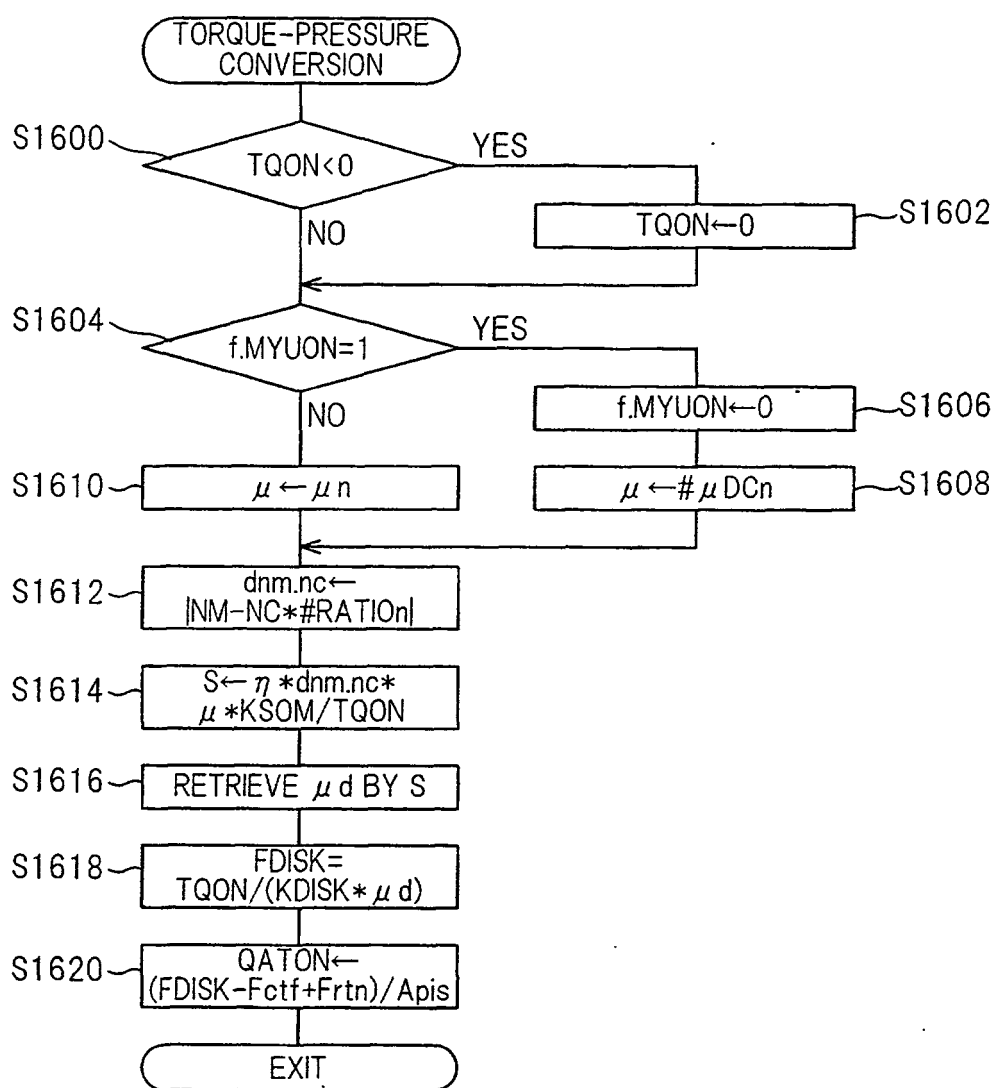 TORQUE-PRESSURE
CONVERSION
S1600
TQON<0
YES
NO
TQON←0
S1602
S1604
f.MYUON=1
YES
NO
f.MYUON←0
S1606
S1610
μ←μn
μ←#μDCn
S1608
S1612
dnm.nc←
|NM-NC*#RATIOn|
S1614
S←η*dnm.nc*
μ*KSOM/TQON
S1616
RETRIEVE μd BY S
S1618
FDISK=
TQON/(KDISK*μd)
S1620
QATON←
(FDISK-Fctf+Frtn)/Apis
EXIT